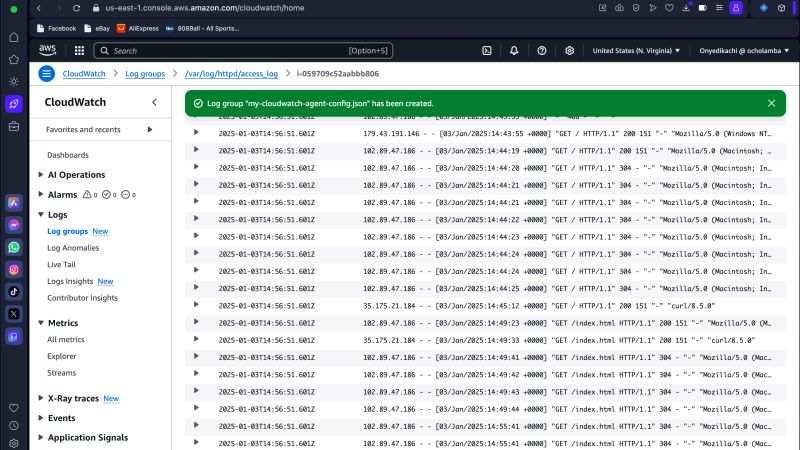 us-east-1.console.aws.amazon.com/cloudwatch/home
Facebook eBay AliExpress 808Ball - All Sports...
aws Search [Option+S] United States (N. Virginia) Onyedikachi @ ocholamba
CloudWatch > Log groups > /var/log/httpd/access_log > i-059709c52aabbb806
CloudWatch
Favorites and recents
Dashboards
AI Operations
Alarms 0 0 0
Logs
Log groups New
Log Anomalies
Live Tail
Logs Insights New
Contributor Insights
Metrics
All metrics
Explorer
Streams
X-Ray traces New
Events
Application Signals
Log group "my-cloudwatch-agent-config.json" has been created.
2025-01-03T14:56:51.601Z 179.43.191.146 - - [03/Jan/2025:14:43:55 +0000] "GET / HTTP/1.1" 200 151 "-" "Mozilla/5.0 (Windows NT…
2025-01-03T14:56:51.601Z 102.89.47.186 - - [03/Jan/2025:14:44:19 +0000] "GET / HTTP/1.1" 200 151 "-" "Mozilla/5.0 (Macintosh; …
2025-01-03T14:56:51.601Z 102.89.47.186 - - [03/Jan/2025:14:44:20 +0000] "GET / HTTP/1.1" 304 - "-" "Mozilla/5.0 (Macintosh; In…
2025-01-03T14:56:51.601Z 102.89.47.186 - - [03/Jan/2025:14:44:21 +0000] "GET / HTTP/1.1" 304 - "-" "Mozilla/5.0 (Macintosh; In…
2025-01-03T14:56:51.601Z 102.89.47.186 - - [03/Jan/2025:14:44:21 +0000] "GET / HTTP/1.1" 304 - "-" "Mozilla/5.0 (Macintosh; In…
2025-01-03T14:56:51.601Z 102.89.47.186 - - [03/Jan/2025:14:44:22 +0000] "GET / HTTP/1.1" 304 - "-" "Mozilla/5.0 (Macintosh; In…
2025-01-03T14:56:51.601Z 102.89.47.186 - - [03/Jan/2025:14:44:23 +0000] "GET / HTTP/1.1" 304 - "-" "Mozilla/5.0 (Macintosh; In…
2025-01-03T14:56:51.601Z 102.89.47.186 - - [03/Jan/2025:14:44:24 +0000] "GET / HTTP/1.1" 304 - "-" "Mozilla/5.0 (Macintosh; In…
2025-01-03T14:56:51.601Z 102.89.47.186 - - [03/Jan/2025:14:44:24 +0000] "GET / HTTP/1.1" 304 - "-" "Mozilla/5.0 (Macintosh; In…
2025-01-03T14:56:51.601Z 102.89.47.186 - - [03/Jan/2025:14:44:25 +0000] "GET / HTTP/1.1" 304 - "-" "Mozilla/5.0 (Macintosh; In…
2025-01-03T14:56:51.601Z 35.175.21.184 - - [03/Jan/2025:14:45:12 +0000] "GET / HTTP/1.1" 200 151 "-" "curl/8.5.0"
2025-01-03T14:56:51.601Z 102.89.47.186 - - [03/Jan/2025:14:49:23 +0000] "GET /index.html HTTP/1.1" 200 151 "-" "Mozilla/5.0 (M…
2025-01-03T14:56:51.601Z 35.175.21.184 - - [03/Jan/2025:14:49:33 +0000] "GET /index.html HTTP/1.1" 200 151 "-" "curl/8.5.0"
2025-01-03T14:56:51.601Z 102.89.47.186 - - [03/Jan/2025:14:49:41 +0000] "GET /index.html HTTP/1.1" 304 - "-" "Mozilla/5.0 (Mac…
2025-01-03T14:56:51.601Z 102.89.47.186 - - [03/Jan/2025:14:49:42 +0000] "GET /index.html HTTP/1.1" 304 - "-" "Mozilla/5.0 (Mac…
2025-01-03T14:56:51.601Z 102.89.47.186 - - [03/Jan/2025:14:49:43 +0000] "GET /index.html HTTP/1.1" 304 - "-" "Mozilla/5.0 (Mac…
2025-01-03T14:56:51.601Z 102.89.47.186 - - [03/Jan/2025:14:49:44 +0000] "GET /index.html HTTP/1.1" 304 - "-" "Mozilla/5.0 (Mac…
2025-01-03T14:56:51.601Z 102.89.47.186 - - [03/Jan/2025:14:55:41 +0000] "GET /index.html HTTP/1.1" 304 - "-" "Mozilla/5.0 (Mac…
2025-01-03T14:56:51.601Z 102.89.47.186 - - [03/Jan/2025:14:55:41 +0000] "GET /index.html HTTP/1.1" 304 - "-" "Mozilla/5.0 (Mac…